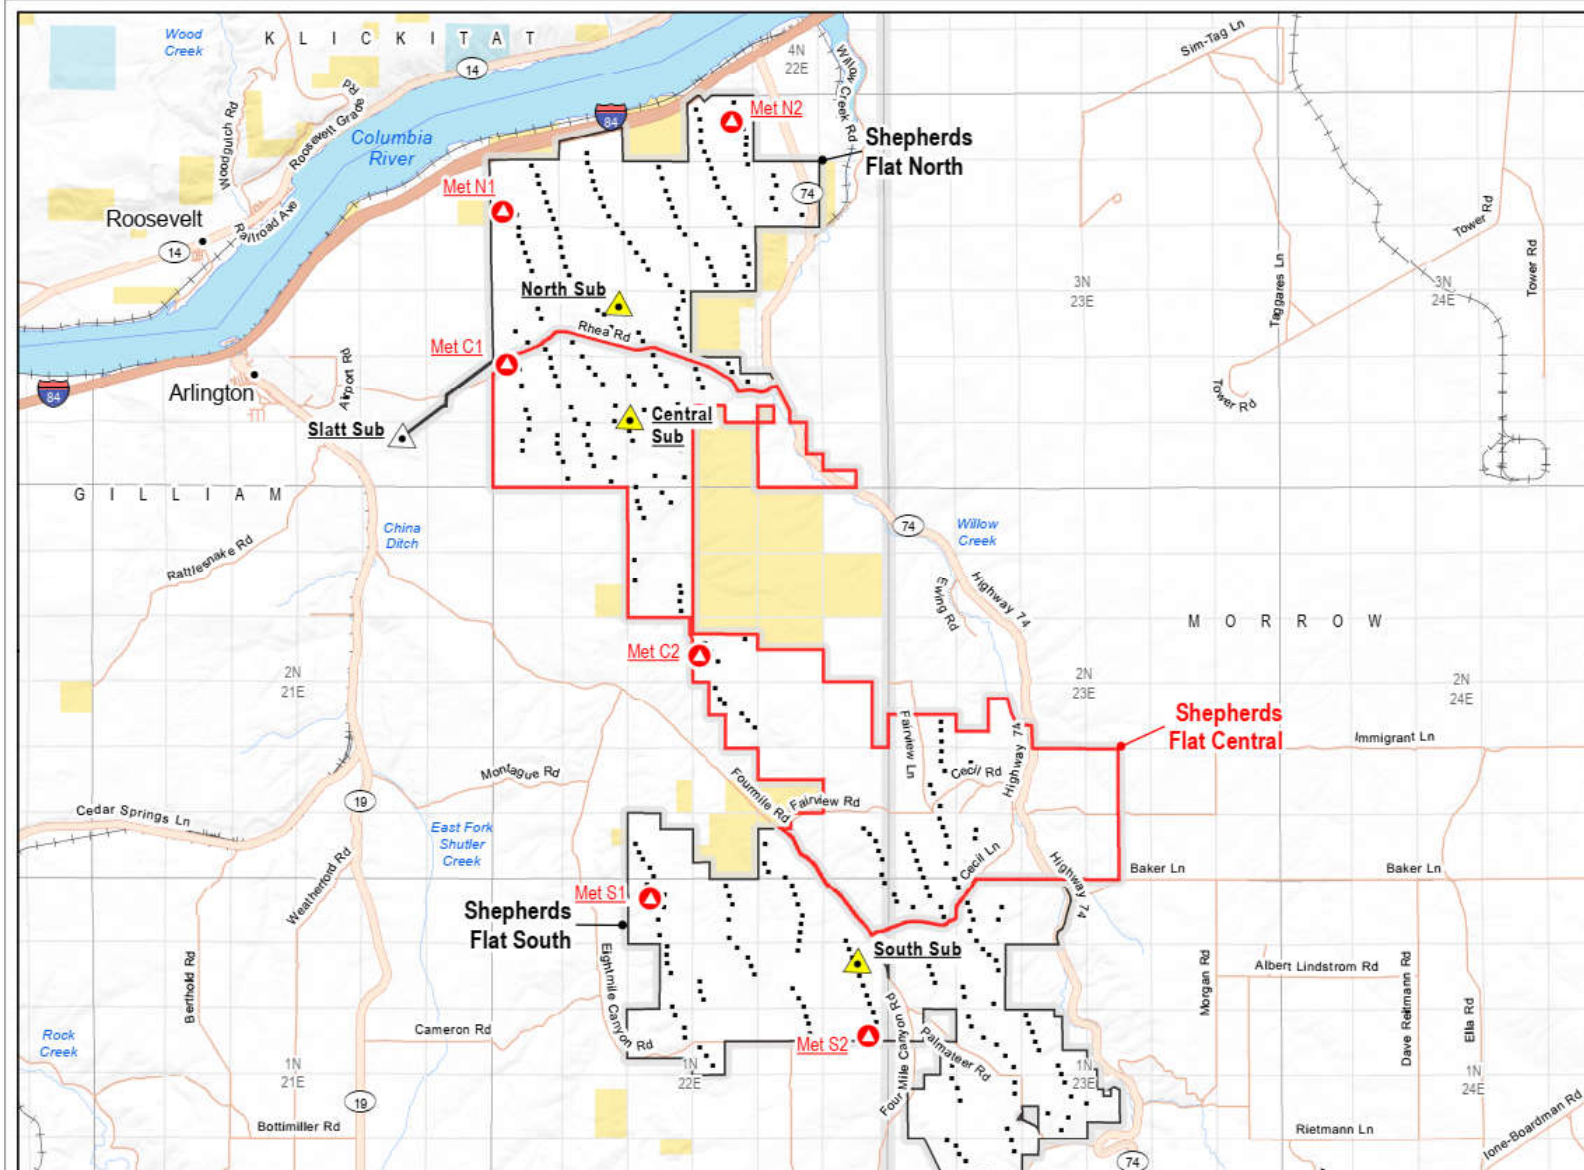 Wood
Creek
K L I C K I T A T
14
4N
22E
Sim-Tag Ln
Willow Creek Rd
Woodgulch Rd
Roosevelt Grade Rd
Columbia
River
84
Met N2
Shepherds
Flat North
Met N1
74
Roosevelt
14
Railroad Ave
Tower Rd
Tower Rd
Taggares Ln
3N
23E
3N
24E
North Sub
Rhea Rd
Met C1
Airport Rd
84
Arlington
Tower Rd
Slatt Sub
Central
Sub
G I L L I A M
China
Ditch
74
Willow
Creek
Rattlesnake Rd
Ewing Rd
Highway 74
M O R R O W
Met C2
2N
21E
2N
23E
2N
24E
Shepherds
Flat Central
Fairview Ln
Highway 74
Immigrant Ln
Montague Rd
Cecil Rd
Fourmile Rd
Fairview Rd
19
Cedar Springs Ln
East Fork
Shutler
Creek
Cecil Ln
Highway 74
Baker Ln
Baker Ln
Weatherford Rd
Met S1
Shepherds
Flat South
South Sub
Berthold Rd
Eightmile Canyon Rd
Morgan Rd
Albert Lindstrom Rd
Dave Reitmann Rd
Ella Rd
Rock
Creek
Cameron Rd
Met S2
Four Mile Canyon Rd
Palmateer Rd
1N
21E
1N
22E
1N
23E
1N
24E
19
Bottimiller Rd
Rietmann Ln
Ione-Boardman Rd
74